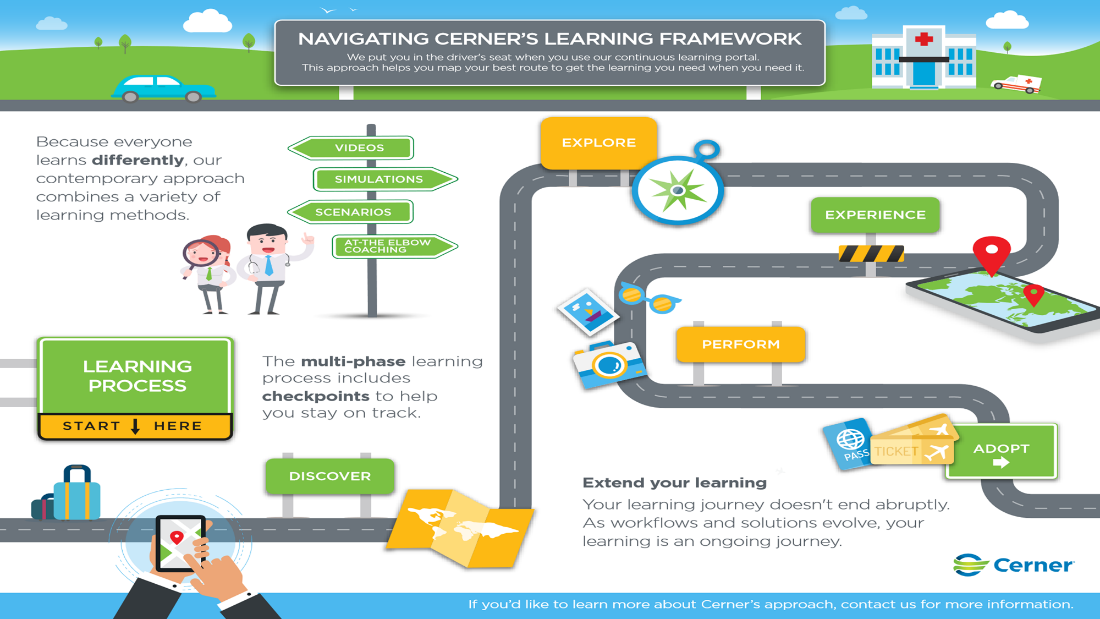 NAVIGATING CERNER'S LEARNING FRAMEWORK
We put you in the driver's seat when you use our continuous learning portal.
This approach helps you map your best route to get the learning you need when you need it.
Because everyone
learns differently, our
contemporary approach
combines a variety of
learning methods.
VIDEOS
SIMULATIONS
SCENARIOS
AT-THE ELBOW
COACHING
EXPLORE
EXPERIENCE
LEARNING
PROCESS
START HERE
The multi-phase learning
process includes
checkpoints to help
you stay on track.
PERFORM
DISCOVER
PASS
TICKET
ADOPT
Extend your learning
Your learning journey doesn't end abruptly.
As workflows and solutions evolve, your
learning is an ongoing journey.
Cerner
If you'd like to learn more about Cerner's approach, contact us for more information.